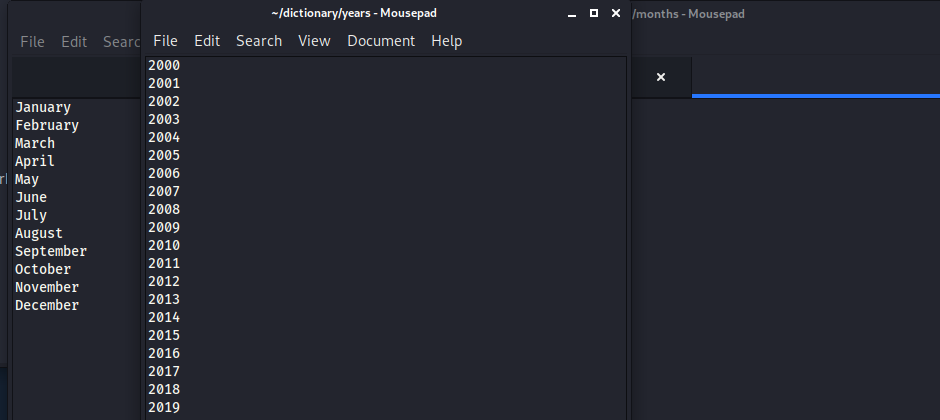 ~/dictionary/years - Mousepad
/months - Mousepad
File Edit Search View Document Help
File Edit Searc
2000
2001
2002
2003
2004
2005
2006
2007
2008
2009
2010
2011
2012
2013
2014
2015
2016
2017
2018
2019
January
February
March
April
May
June
July
August
September
October
November
December